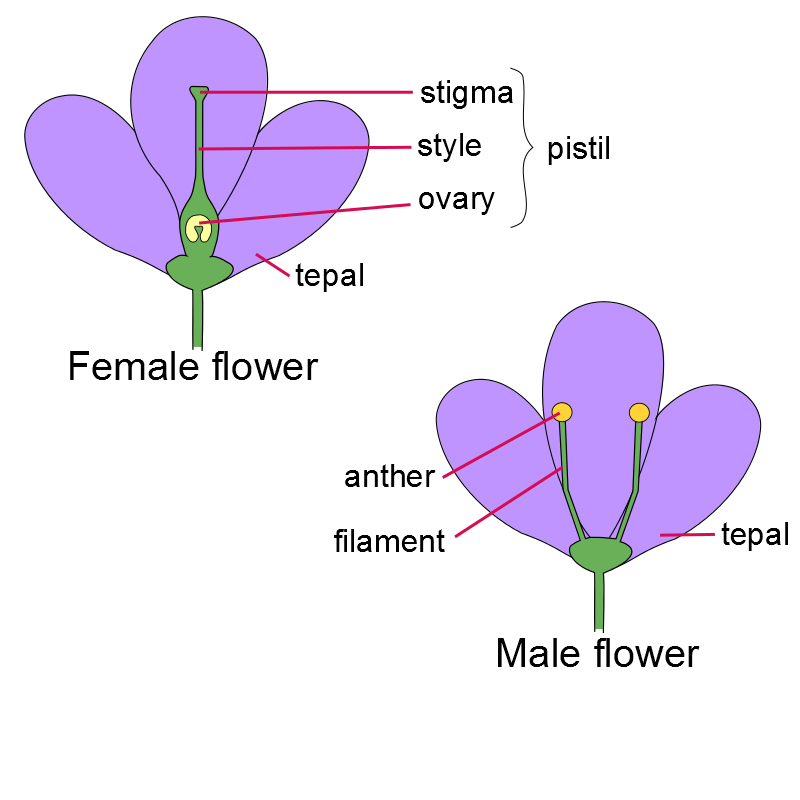 stigma
style
pistil
ovary
tepal
Female flower
anther
filament
tepal
Male flower